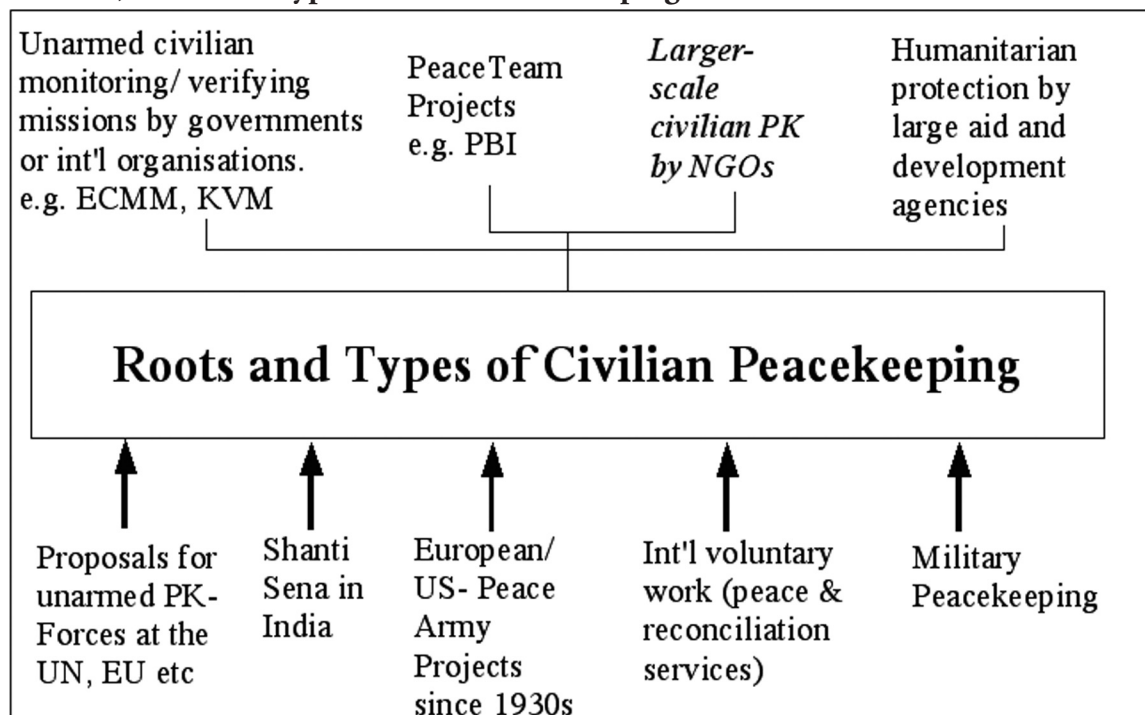 Unarmed civilian
monitoring/ verifying
missions by governments
or int'l organisations.
e.g. ECMM, KVM
PeaceTeam
Projects
e.g. PBI
Larger-
scale
civilian PK
by NGOs
Humanitarian
protection by
large aid and
development
agencies
Roots and Types of Civilian Peacekeeping
Proposals for
unarmed PK-
Forces at the
UN, EU etc
Shanti
Sena in
India
European/
US- Peace
Army
Projects
since 1930s
Int'l voluntary
work (peace &
reconciliation
services)
Military
Peacekeeping